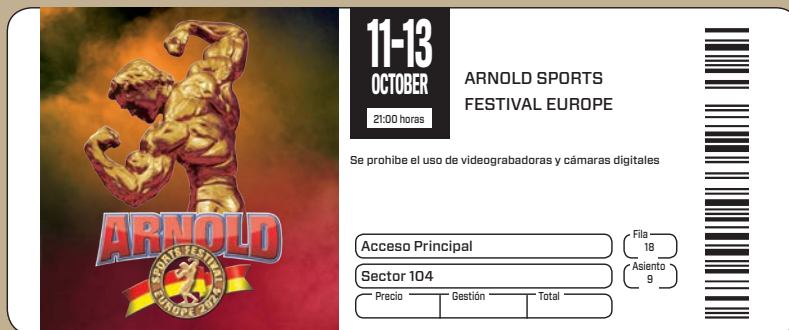 ARNOLD
SPORTS FESTIVAL
EUROPE 2024
11-13
OCTOBER
21:00 horas
ARNOLD SPORTS
FESTIVAL EUROPE
Se prohibe el uso de videograbadoras y cámaras digitales
Acceso Principal
Fila
18
Sector 104
Asiento
9
Precio Gestión Total